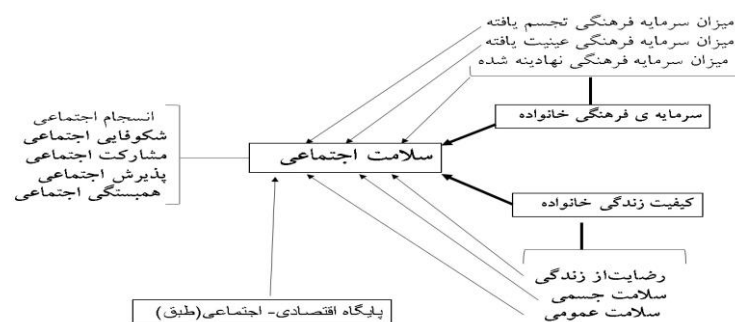 میزان سرمایه فرهنگی تجسم یافته
میزان سرمایه فرهنگی عینیت یافته
میزان سرمایه فرهنگی نهادینه شده
سرمایه ی فرهنگی خانواده
انسجام اجتماعی
شکوفایی اجتماعی
مشارکت اجتماعی
پذیرش اجتماعی
همبستگی اجتماعی
سلامت اجتماعی
کیفیت زندگی خانواده
رضایت‌از زندگی
سلامت جسمی
سلامت عمومی
پایگاه اقتصادی- اجتماعی(طبق)